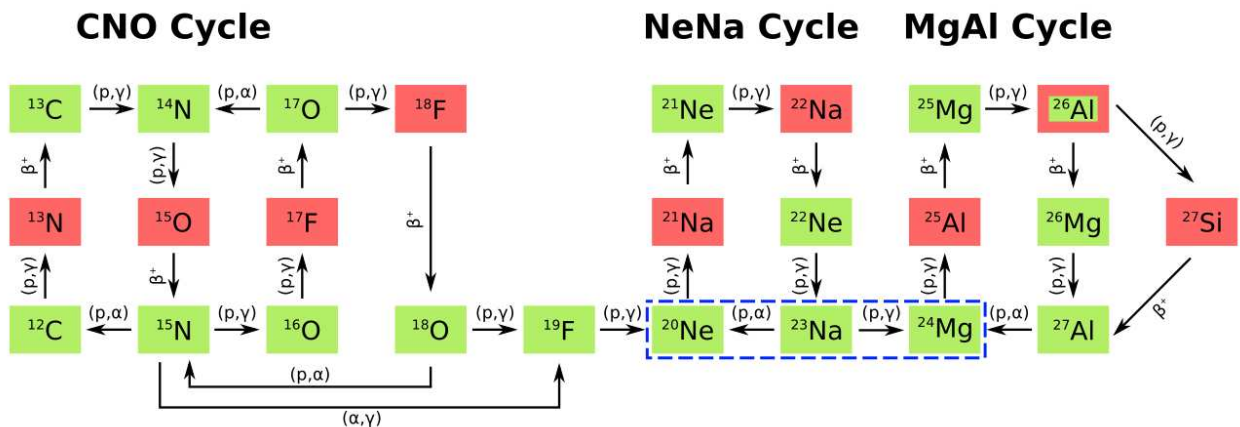 CNO Cycle NeNa Cycle MgAl Cycle
¹³C (p,γ) ¹⁴N (p,α) ¹⁷O (p,γ) ¹⁸F ²¹Ne (p,γ) ²²Na ²⁵Mg (p,γ) ²⁶Al (p,γ)
β⁺ (p,γ) β⁺ β⁺ β⁺ β⁺ β⁺ β⁺
¹³N ¹⁵O ¹⁷F ²¹Na ²²Ne ²⁵Al ²⁶Mg ²⁷Si
(p,γ) β⁺ (p,γ) (p,γ) (p,γ) (p,γ) (p,γ) β⁺
¹²C (p,α) ¹⁵N (p,γ) ¹⁶O ¹⁸O (p,γ) ¹⁹F (p,γ) ²⁰Ne (p,α) ²³Na (p,γ) ²⁴Mg (p,α) ²⁷Al
(p,α)
(α,γ)